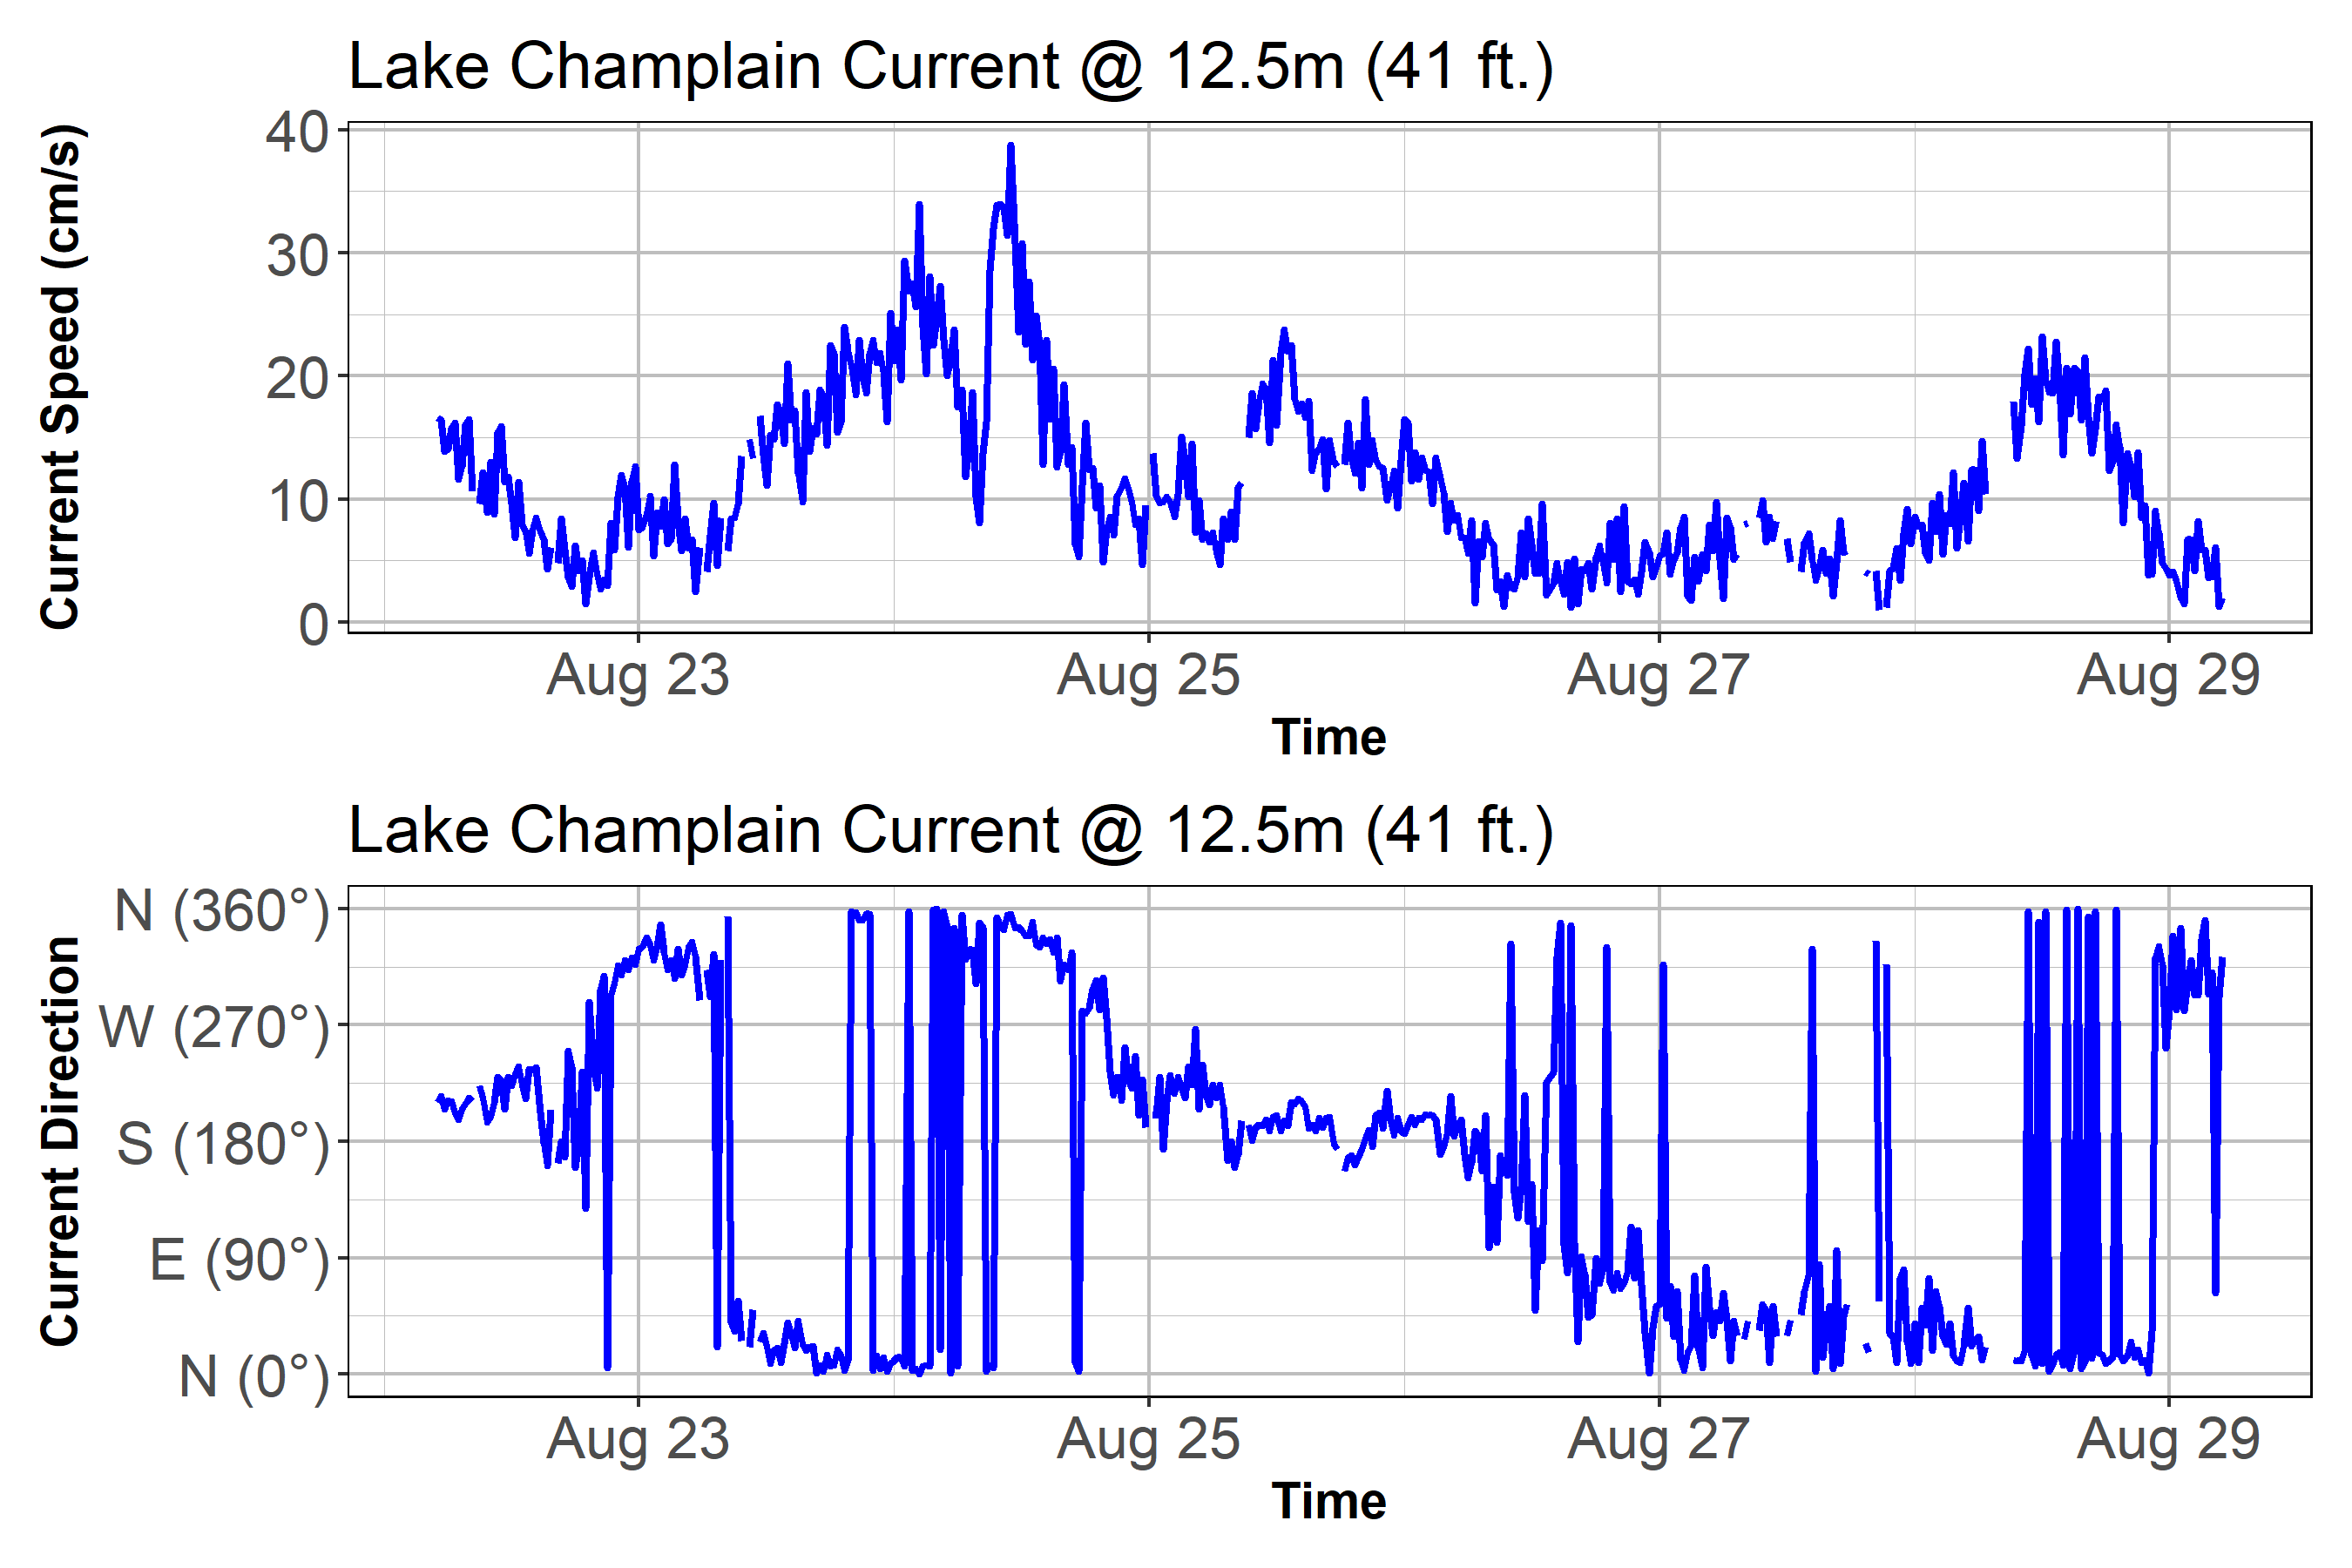 Lake Champlain Current @ 12.5m (41 ft.)
Current Speed (cm/s)
40
30
20
10
0
Aug 23 Aug 25 Aug 27 Aug 29
Time
Lake Champlain Current @ 12.5m (41 ft.)
Current Direction
N (360°)
W (270°)
S (180°)
E (90°)
N (0°)
Aug 23 Aug 25 Aug 27 Aug 29
Time